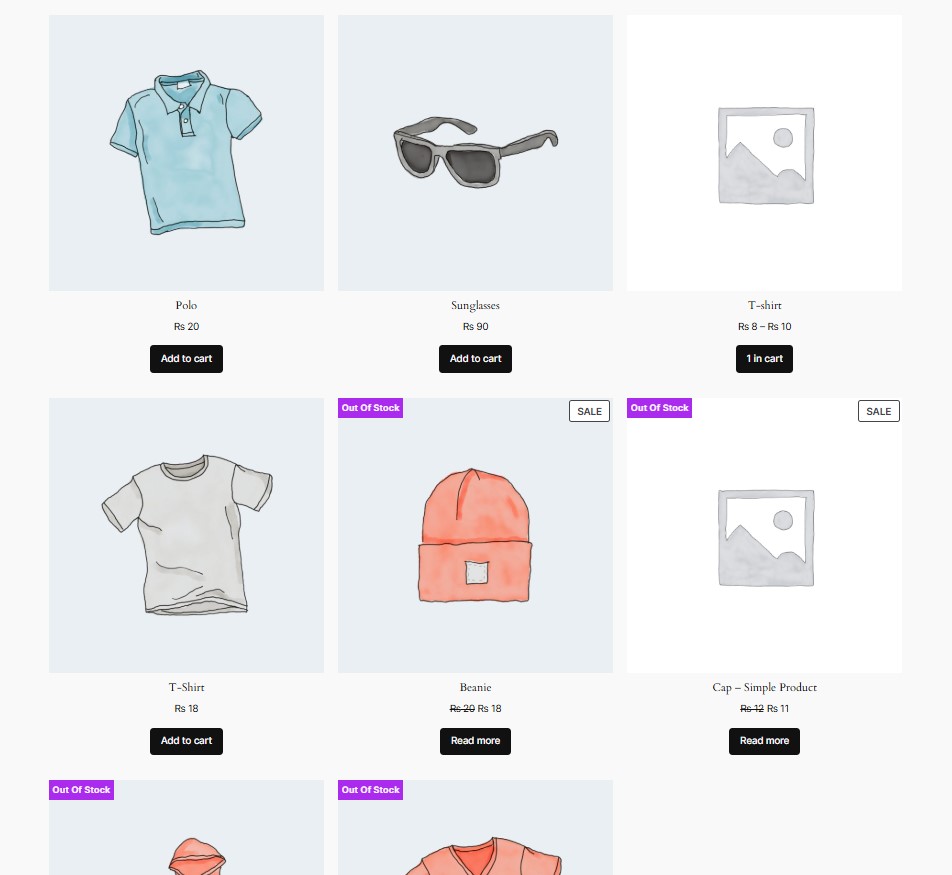 Polo
Rs 20
Add to cart
Sunglasses
Rs 90
Add to cart
T-shirt
Rs 8 – Rs 10
1 in cart
T-Shirt
Rs 18
Add to cart
Out Of Stock
SALE
Beanie
Rs 20 Rs 18
Read more
Out Of Stock
SALE
Cap – Simple Product
Rs 12 Rs 11
Read more
Out Of Stock
Out Of Stock